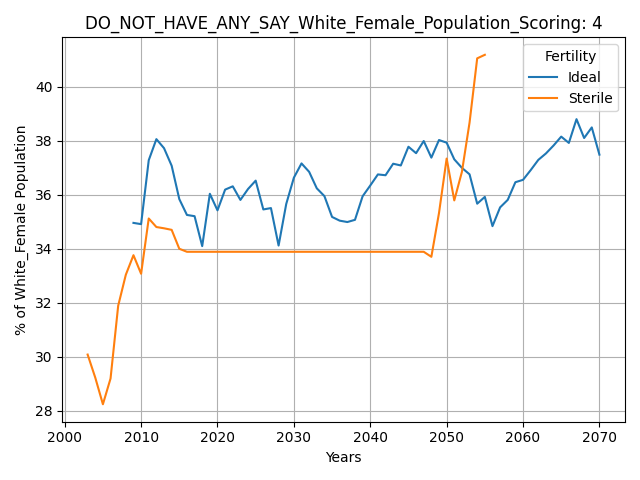 DO_NOT_HAVE_ANY_SAY_White_Female_Population_Scoring: 4
Fertility
Ideal
Sterile
% of White_Female Population
40
38
36
34
32
30
28
2000 2010 2020 2030 2040 2050 2060 2070
Years